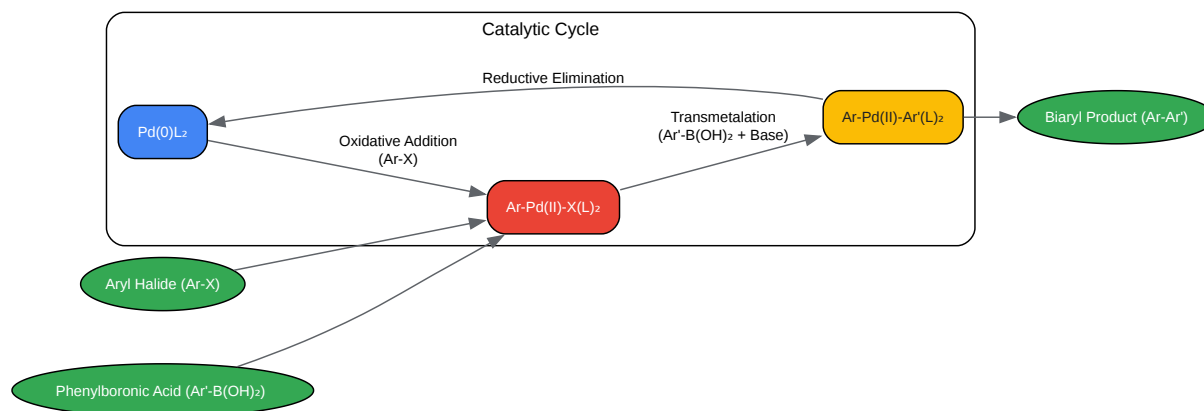 Catalytic Cycle
Reductive Elimination
Pd(0)L₂
Oxidative Addition
(Ar-X)
Transmetalation
(Ar'-B(OH)₂ + Base)
Ar-Pd(II)-Ar'(L)₂
Biaryl Product (Ar-Ar')
Ar-Pd(II)-X(L)₂
Aryl Halide (Ar-X)
Phenylboronic Acid (Ar'-B(OH)₂)